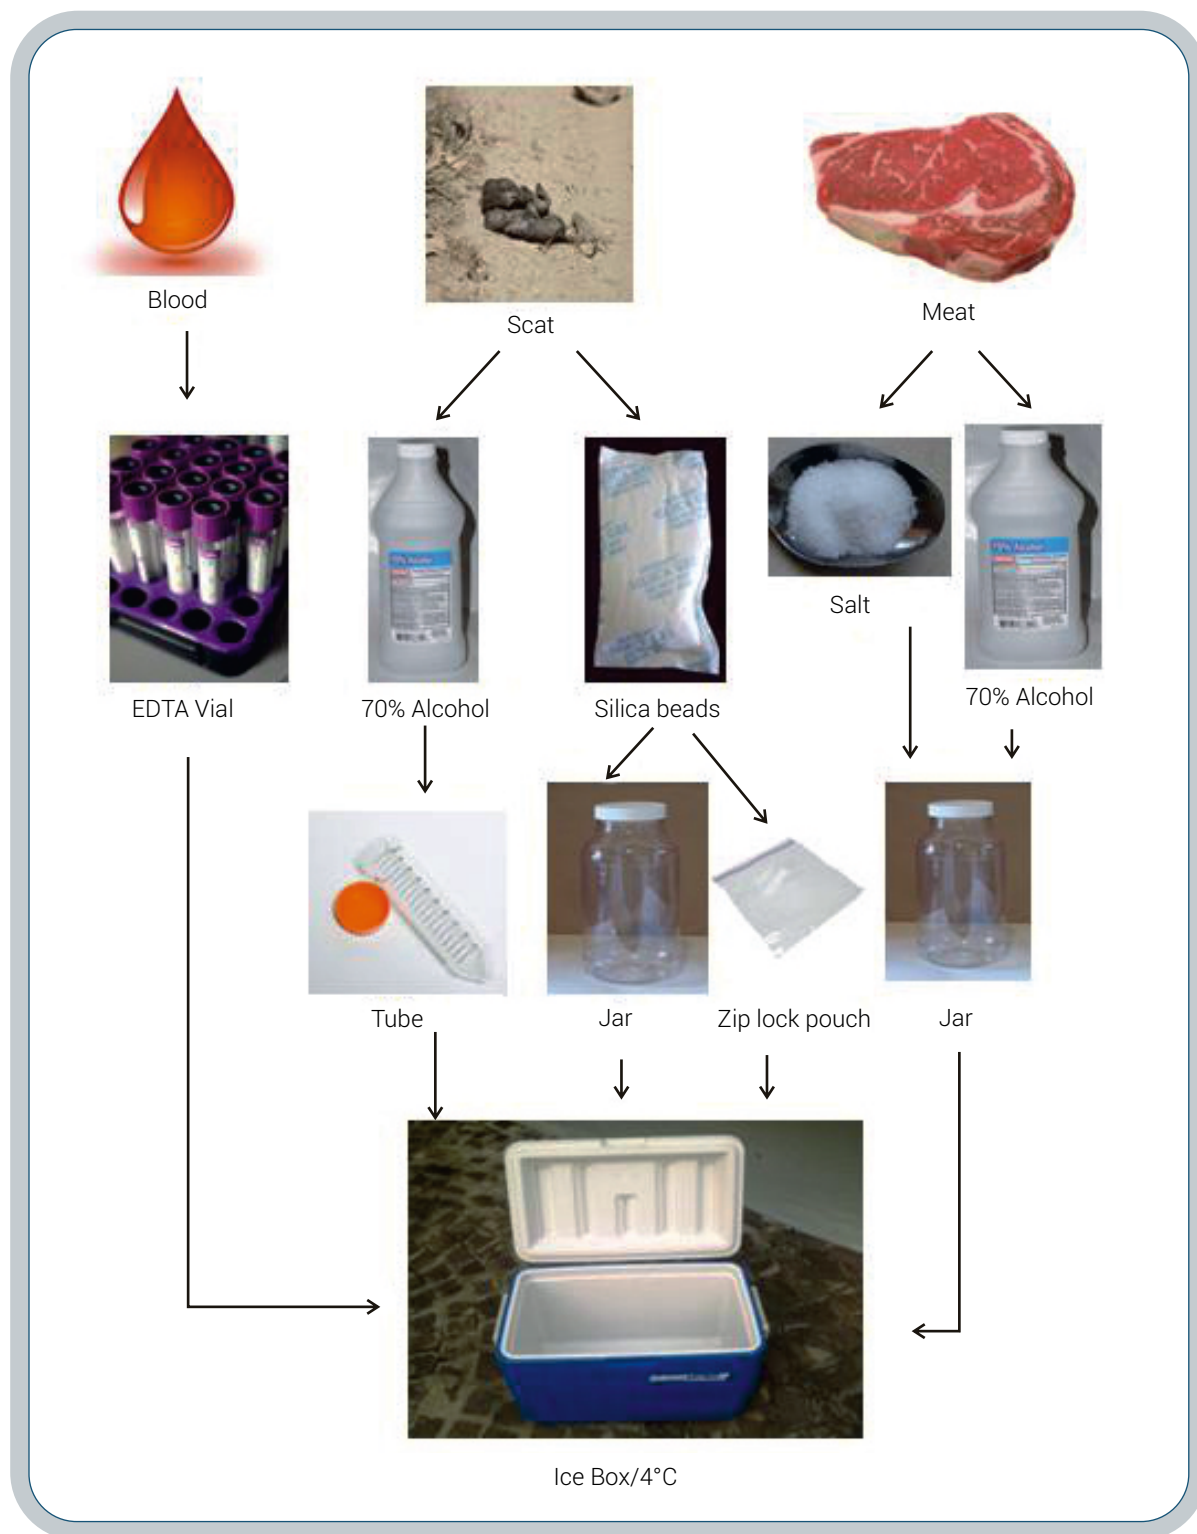 Blood
Scat
Meat
EDTA Vial
70% Alcohol
Silica beads
Salt
70% Alcohol
Tube
Jar
Zip lock pouch
Jar
Ice Box/4°C